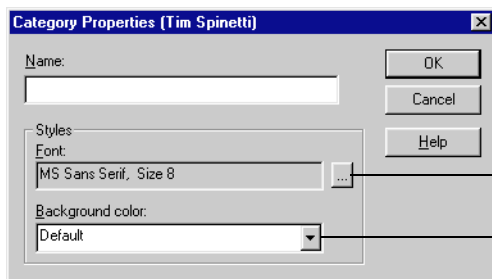 Category Properties (Tim Spinetti)
Name:
OK
Cancel
Help
Styles
Font:
MS Sans Serif, Size 8
...
Background color:
Default